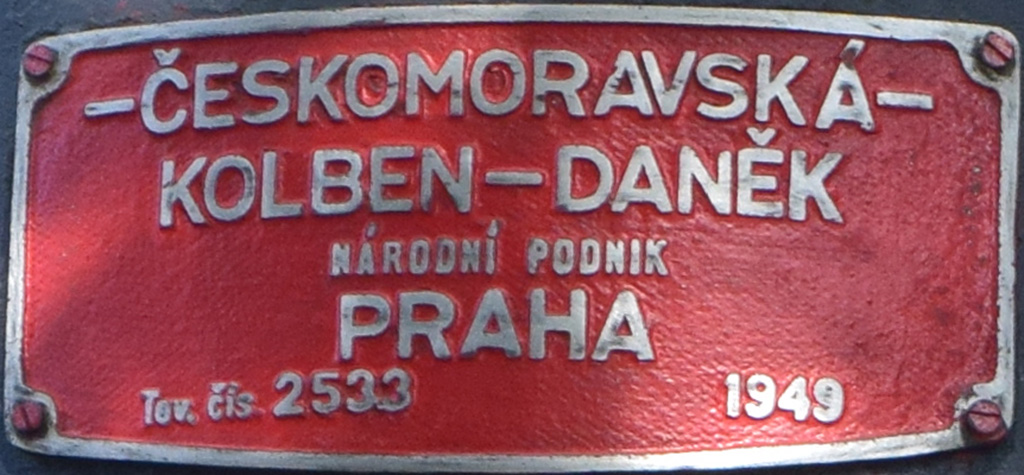 –ČESKOMORAVSKÁ–
KOLBEN–DANĚK
NÁRODNÍ PODNIK
PRAHA
Tov. čís. 2533 1949